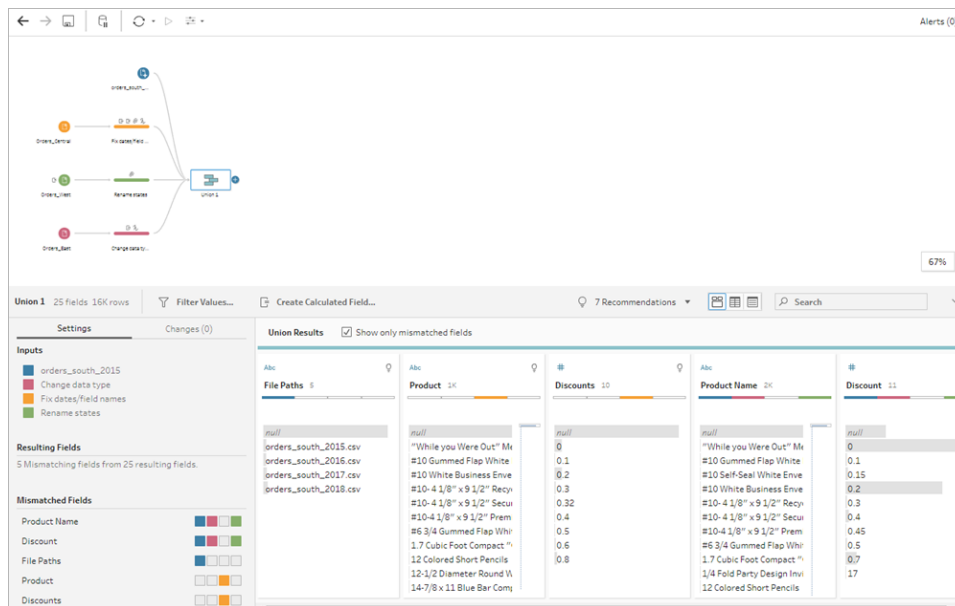 Alerts (0
orders_south_...
Orders_Central
Fix dates/field ...
Orders_West
Rename states
Union 1
Orders_East
Change data ty...
67%
Union 1 25 fields 16K rows
Filter Values...
Create Calculated Field...
7 Recommendations
Search
Settings
Changes (0)
Union Results
Show only mismatched fields
Inputs
orders_south_2015
Change data type
Fix dates/field names
Rename states
Resulting Fields
5 Mismatching fields from 25 resulting fields.
Mismatched Fields
Product Name
Discount
File Paths
Product
Discounts
Abc
File Paths 5
null
orders_south_2015.csv
orders_south_2016.csv
orders_south_2017.csv
orders_south_2018.csv
Abc
Product 1K
null
"While you Were Out" Me
#10 Gummed Flap White
#10 White Business Enve
#10- 4 1/8" x 9 1/2" Recy
#10- 4 1/8" x 9 1/2" Secu
#10-4 1/8" x 9 1/2" Prem
#6 3/4 Gummed Flap Whi
1.7 Cubic Foot Compact "
12 Colored Short Pencils
12-1/2 Diameter Round W
14-7/8 x 11 Blue Bar Comp
#
Discounts 10
null
0
0.1
0.2
0.3
0.32
0.4
0.5
0.6
0.8
Abc
Product Name 2K
null
"While you Were Out" Me
#10 Gummed Flap White
#10 Self-Seal White Enve
#10 White Business Enve
#10- 4 1/8" x 9 1/2" Recy
#10- 4 1/8" x 9 1/2" Secu
#10-4 1/8" x 9 1/2" Prem
#6 3/4 Gummed Flap Whi
1.7 Cubic Foot Compact "
1/4 Fold Party Design Invi
12 Colored Short Pencils
#
Discount 11
null
0
0.1
0.15
0.2
0.3
0.4
0.45
0.5
0.7
17